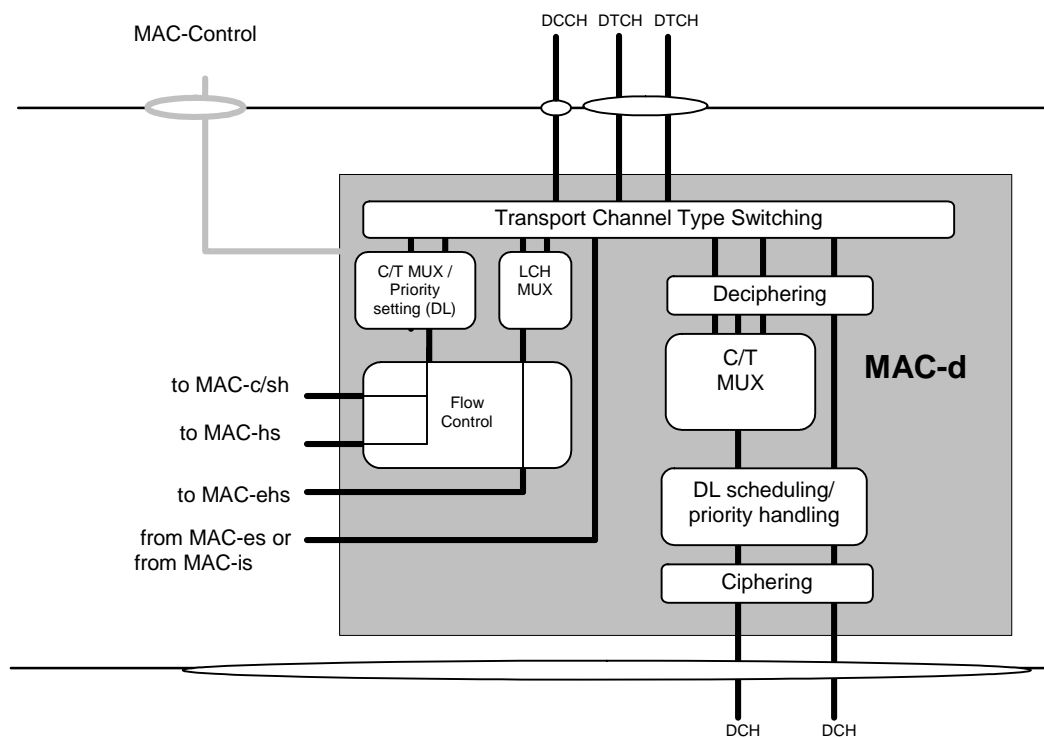 MAC-Control
DCCH DTCH DTCH
Transport Channel Type Switching
C/T MUX /
Priority
setting (DL)
LCH
MUX
Deciphering
C/T
MUX
MAC-d
Flow
Control
to MAC-c/sh
to MAC-hs
to MAC-ehs
from MAC-es or
from MAC-is
DL scheduling/
priority handling
Ciphering
DCH DCH